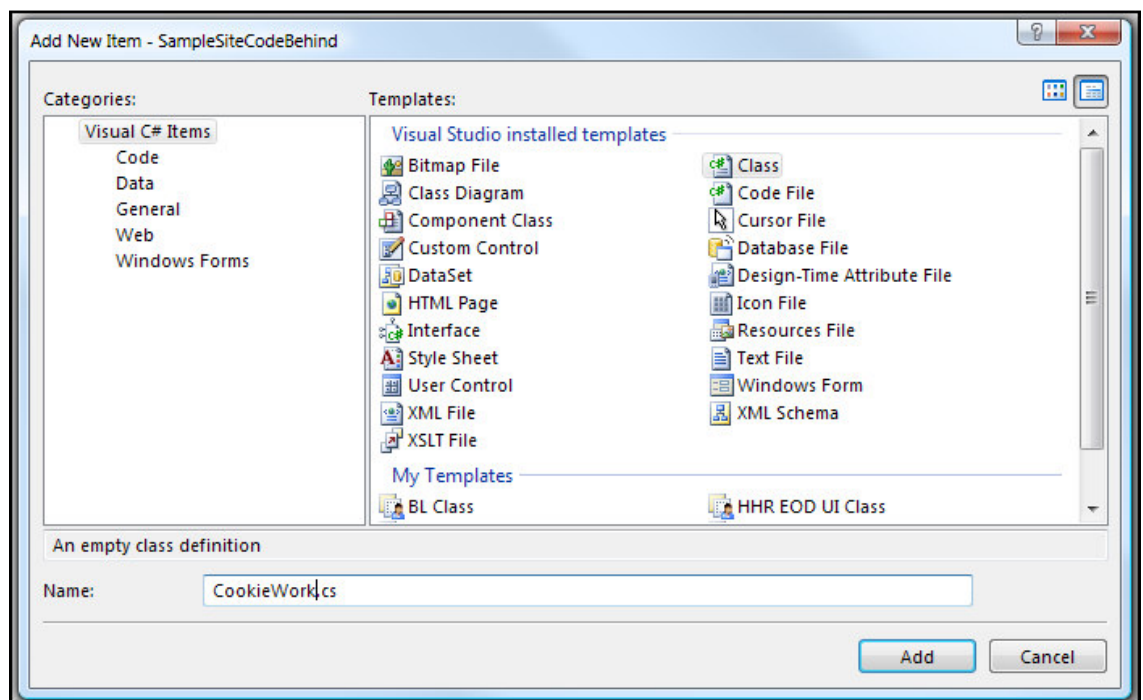 Add New Item - SampleSiteCodeBehind
Categories:
Templates:
Visual C# Items
Code
Data
General
Web
Windows Forms
Visual Studio installed templates
Bitmap File
Class
Class Diagram
Code File
Component Class
Cursor File
Custom Control
Database File
DataSet
Design-Time Attribute File
HTML Page
Icon File
Interface
Resources File
Style Sheet
Text File
User Control
Windows Form
XML File
XML Schema
XSLT File
My Templates
BL Class
HHR EOD UI Class
An empty class definition
Name:
CookieWork.cs
Add
Cancel